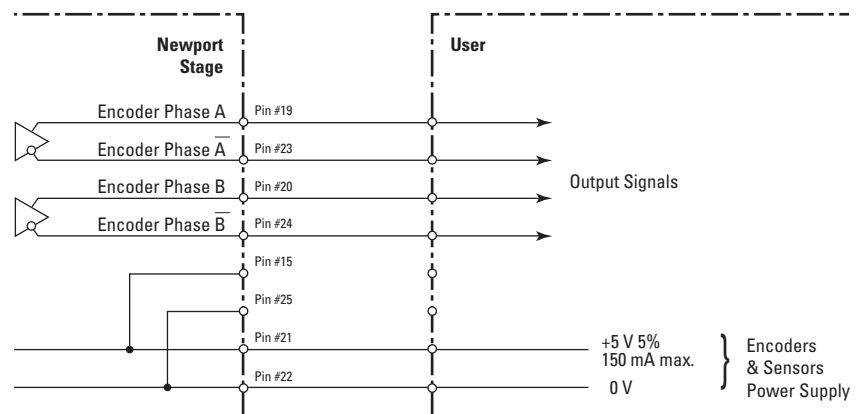 Newport
Stage
User
Encoder Phase A Pin #19
Encoder Phase A̅ Pin #23
Encoder Phase B Pin #20
Encoder Phase B̅ Pin #24
Output Signals
Pin #15
Pin #25
Pin #21
+5 V 5%
150 mA max.
Pin #22
0 V
} Encoders
& Sensors
Power Supply